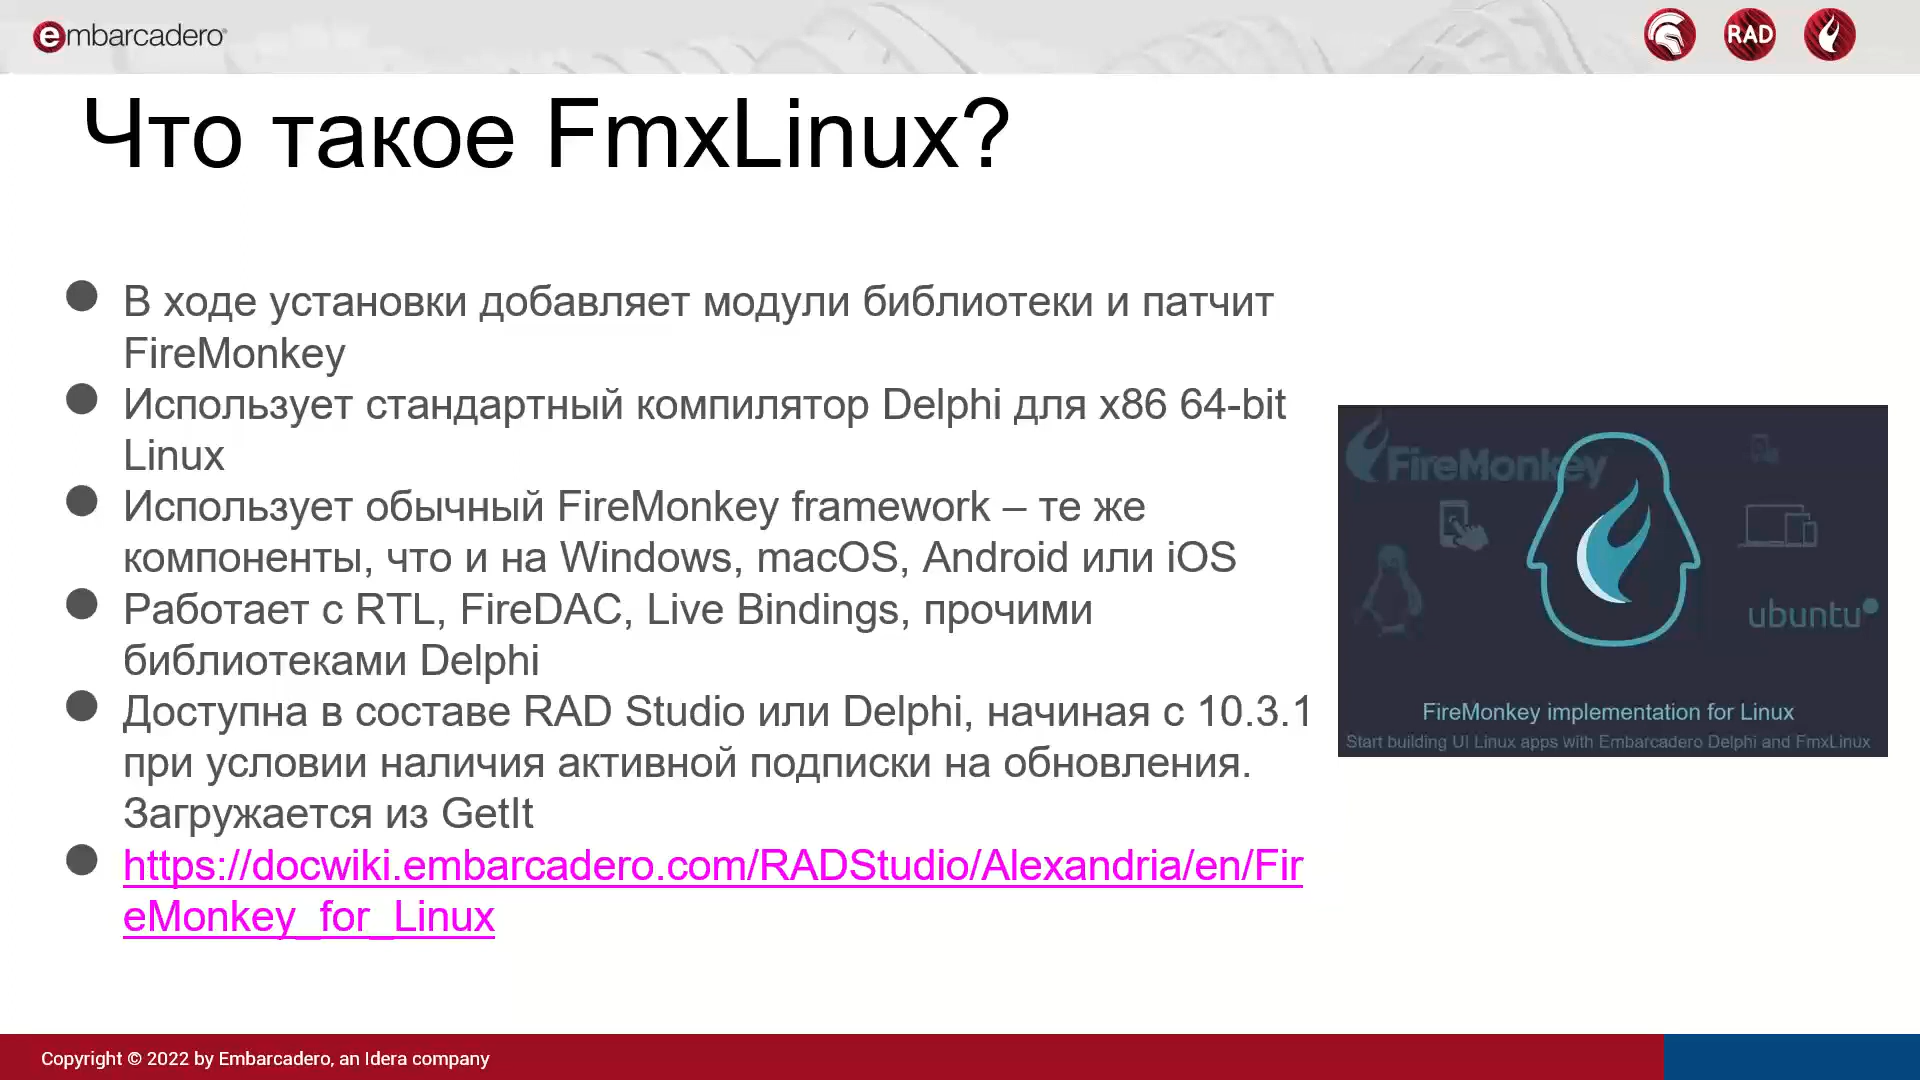 embarcadero
RAD
Что такое FmxLinux?
В ходе установки добавляет модули библиотеки и патчит
FireMonkey
Использует стандартный компилятор Delphi для x86 64-bit
Linux
Использует обычный FireMonkey framework – те же
компоненты, что и на Windows, macOS, Android или iOS
Работает с RTL, FireDAC, Live Bindings, прочими
библиотеками Delphi
Доступна в составе RAD Studio или Delphi, начиная с 10.3.1
при условии наличия активной подписки на обновления.
Загружается из GetIt
https://docwiki.embarcadero.com/RADStudio/Alexandria/en/Fir
eMonkey_for_Linux
FireMonkey
ubuntu
FireMonkey implementation for Linux
Start building UI Linux apps with Embarcadero Delphi and FmxLinux
Copyright © 2022 by Embarcadero, an Idera company